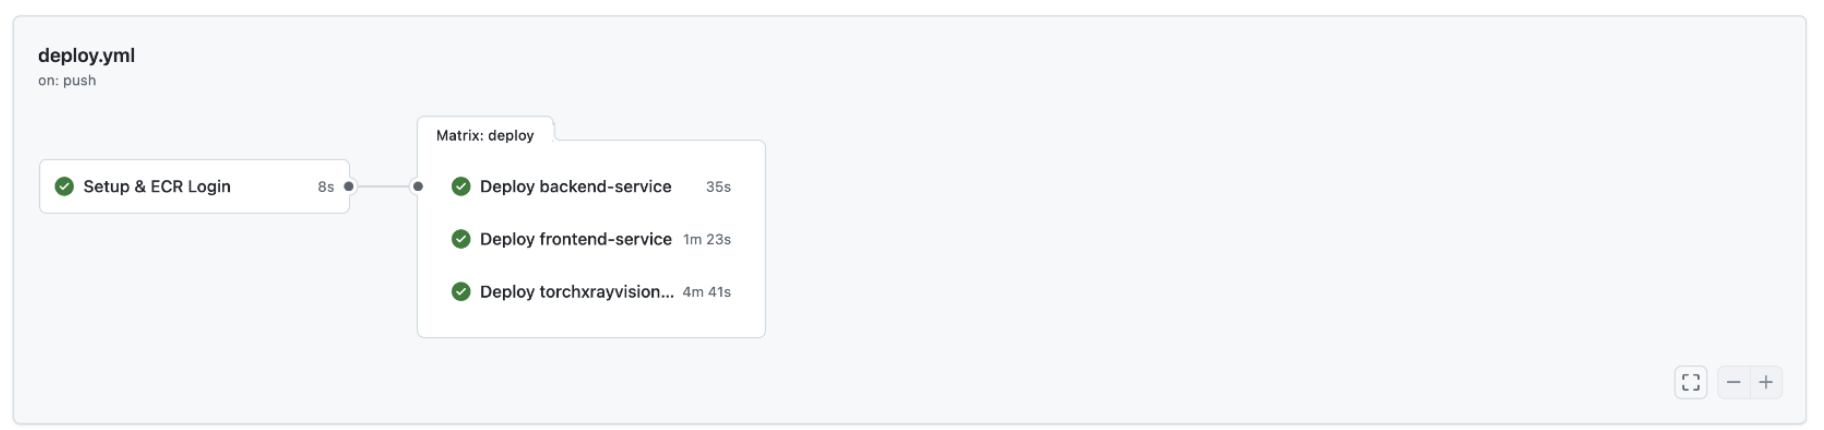 deploy.yml
on: push
Matrix: deploy
Setup & ECR Login 8s
Deploy backend-service 35s
Deploy frontend-service 1m 23s
Deploy torchxrayvision... 4m 41s